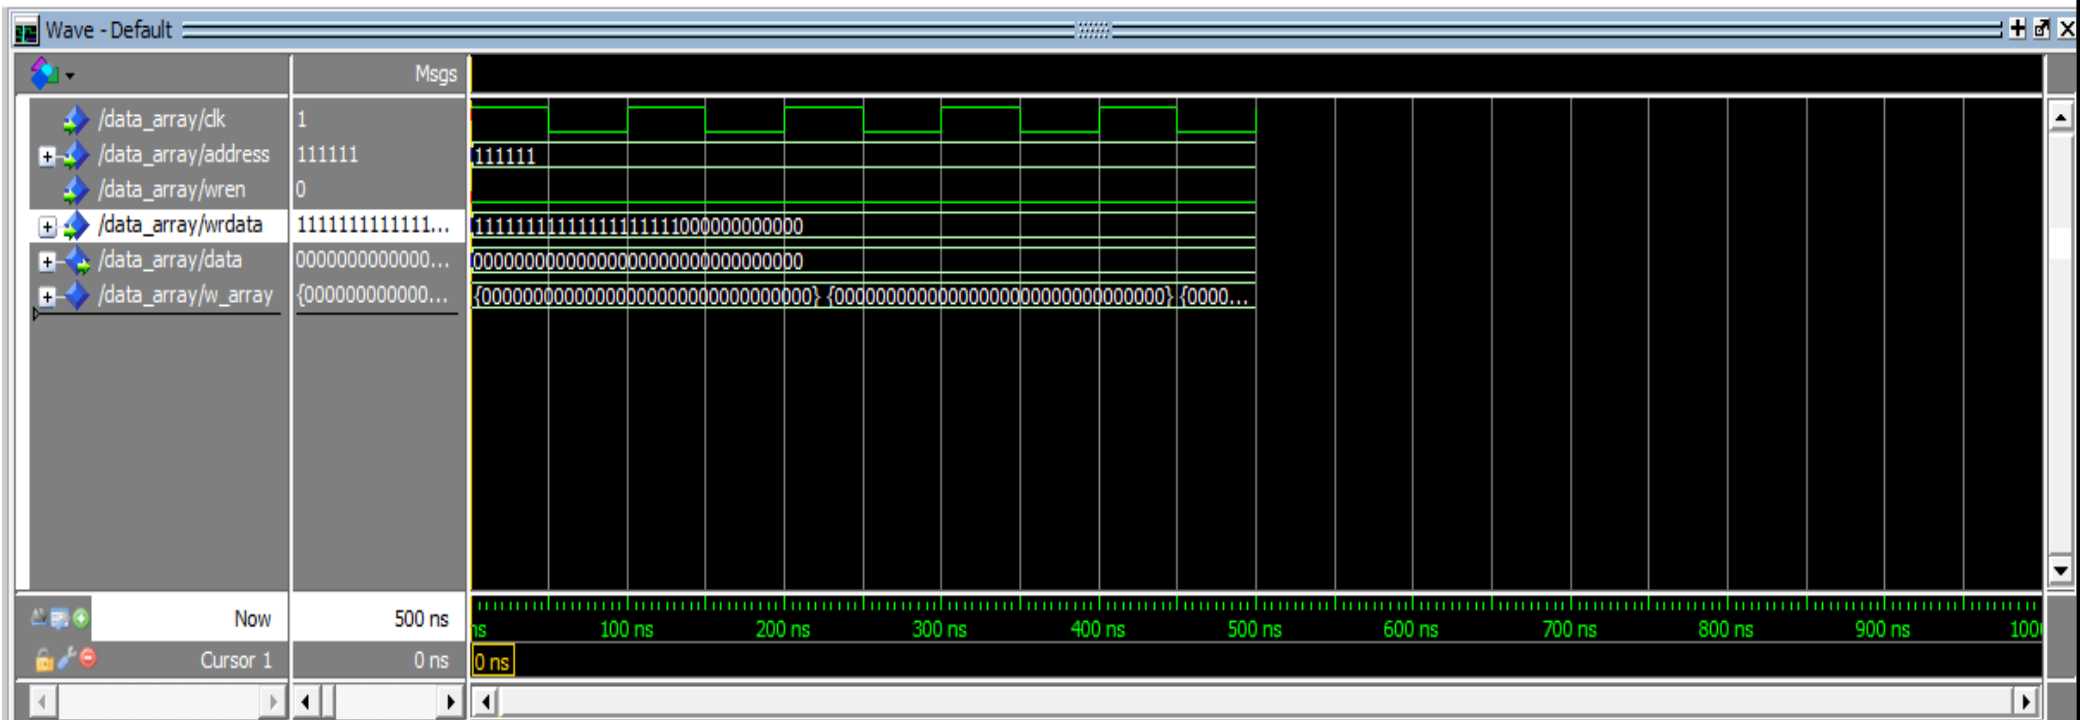 Wave - Default
Msgs
/data_array/clk 1
/data_array/address 111111 111111
/data_array/wren 0
/data_array/wrdata 1111111111111... 11111111111111111111000000000000
/data_array/data 0000000000000... 00000000000000000000000000000000
/data_array/w_array {000000000000... {00000000000000000000000000000000} {00000000000000000000000000000000} {0000...
Now 500 ns ns 100 ns 200 ns 300 ns 400 ns 500 ns 600 ns 700 ns 800 ns 900 ns 100
Cursor 1 0 ns 0 ns